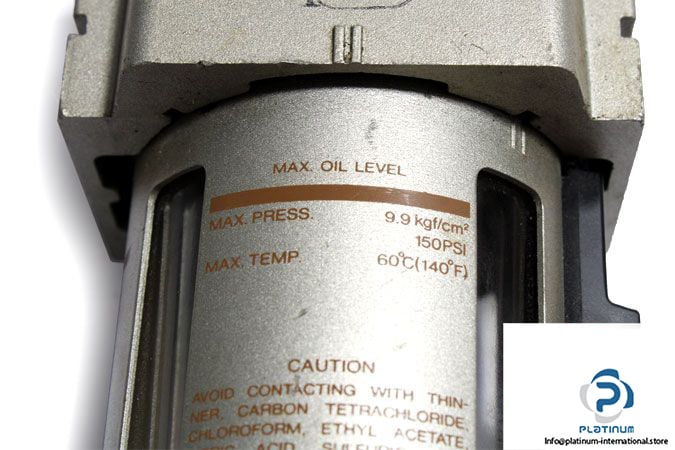 MAX. OIL LEVEL
MAX. PRESS. 9.9 kgf/cm²
150PSI
MAX. TEMP. 60°C(140°F)
CAUTION
AVOID CONTACTING WITH THIN-
NER, CARBON TETRACHLORIDE,
CHLOROFORM, ETHYL ACETATE,
ACID
PLATINUM
Info@platinum-international.store